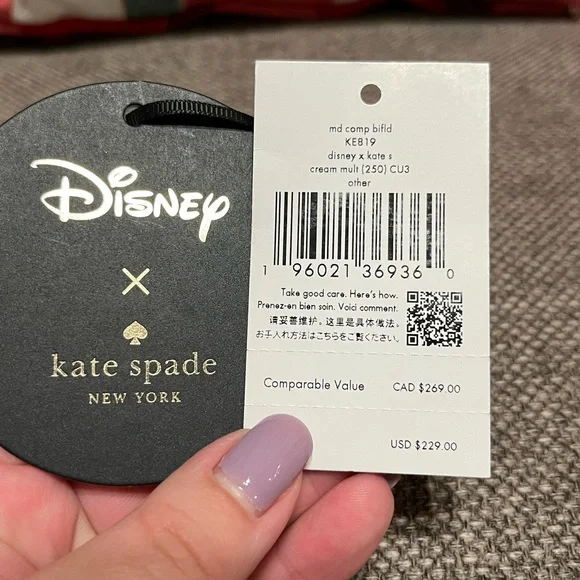 Disney
×
kate spade
NEW YORK
md comp bifld
KE819
disney x kate s
cream mult (250) CU3
other
1 96021 36936 0
Take good care. Here's how.
Prenez-en bien soin. Voici comment.
请妥善维护。这里是具体做法。
お手入れ方法はこちらをご覧ください。
Comparable Value CAD $269.00
USD $229.00